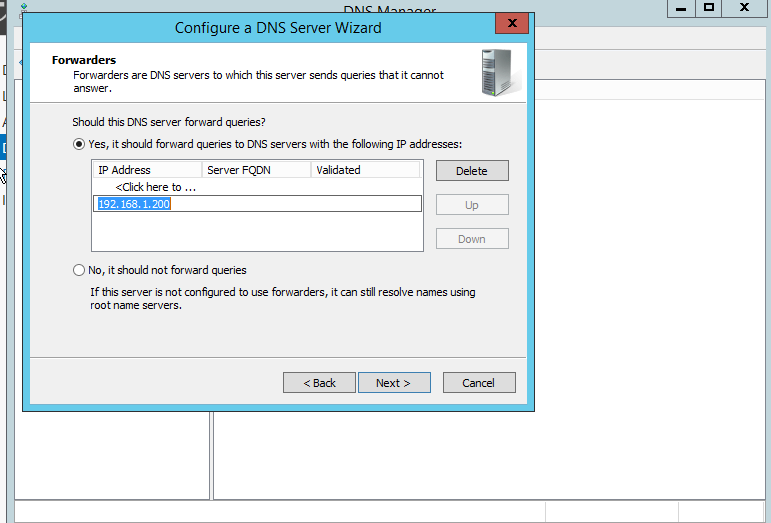 DNS Manager
Configure a DNS Server Wizard
Forwarders
Forwarders are DNS servers to which this server sends queries that it cannot
answer.
Should this DNS server forward queries?
Yes, it should forward queries to DNS servers with the following IP addresses:
IP Address Server FQDN Validated
<Click here to ...
192.168.1.200
Delete
Up
Down
No, it should not forward queries
If this server is not configured to use forwarders, it can still resolve names using
root name servers.
< Back Next > Cancel